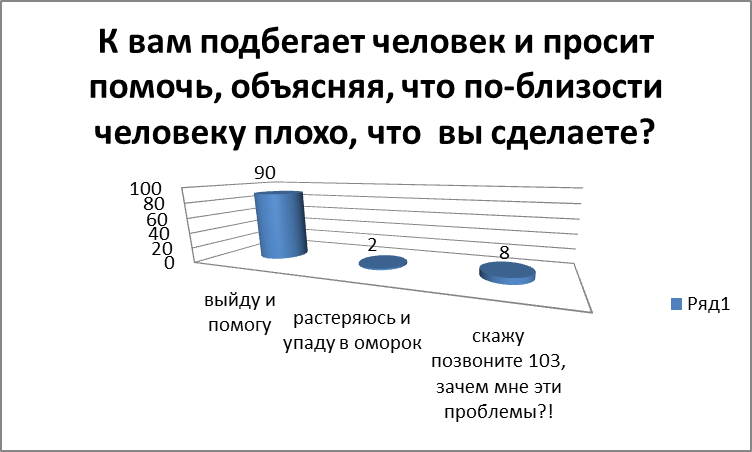 К вам подбегает человек и просит
помочь, объясняя, что по-близости
человеку плохо, что  вы сделаете?
90
2
8
100
80
60
40
20
0
выйду и
помогу
растеряюсь и
упаду в оморок
скажу
позвоните 103,
зачем мне эти
проблемы?!
Ряд1